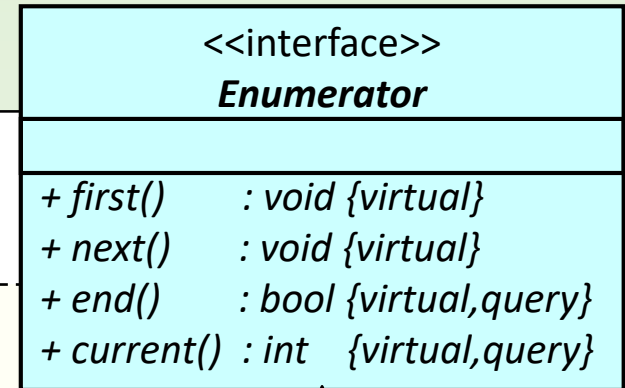 <<interface>>
Enumerator
+ first() : void {virtual}
+ next() : void {virtual}
+ end() : bool {virtual,query}
+ current() : int {virtual,query}